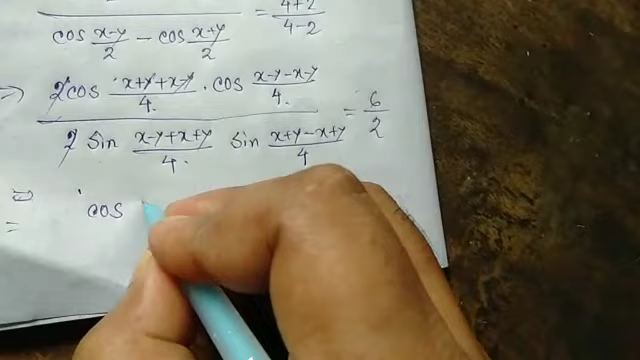 cos x-y/2 - cos x+y/2 = 4+2/4-2
=> 2cos x+y+x-y/4 . cos x-y-x-y/4 / 2 sin x-y+x+y/4 sin x+y-x+y/4 = 6/2
=> cos
=